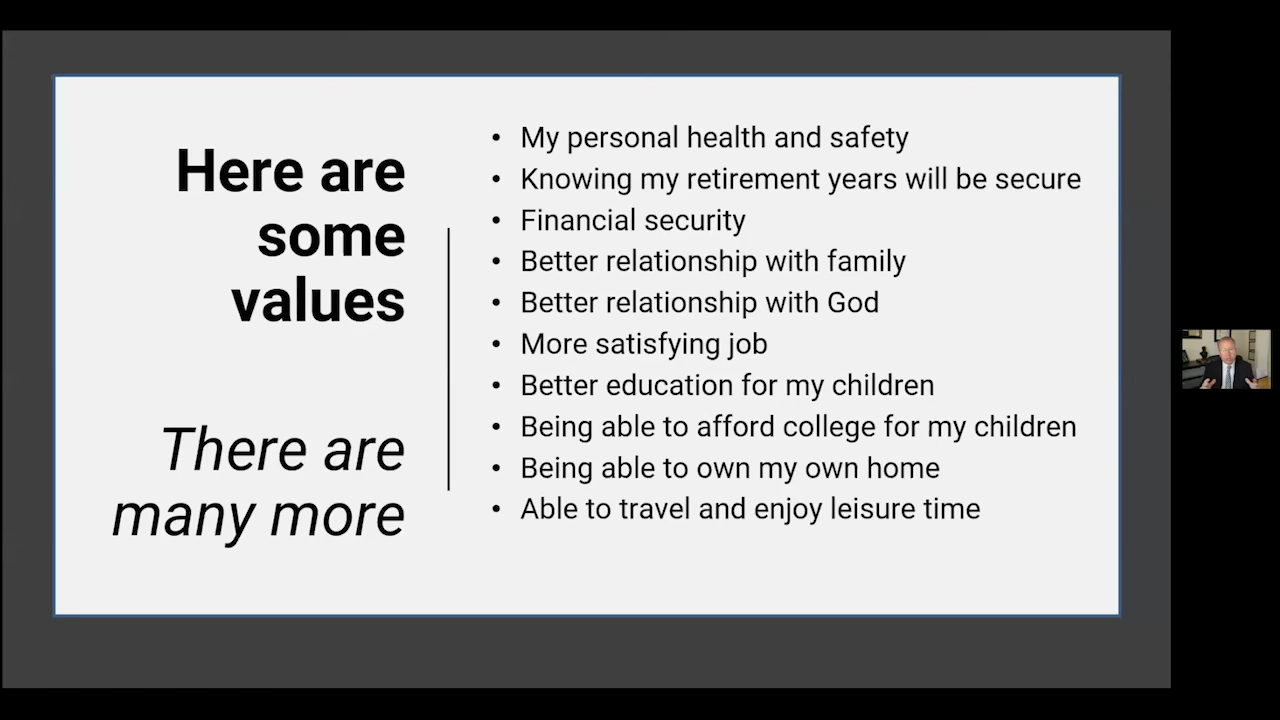 Here are
some
values
There are
many more
• My personal health and safety
• Knowing my retirement years will be secure
• Financial security
• Better relationship with family
• Better relationship with God
• More satisfying job
• Better education for my children
• Being able to afford college for my children
• Being able to own my own home
• Able to travel and enjoy leisure time